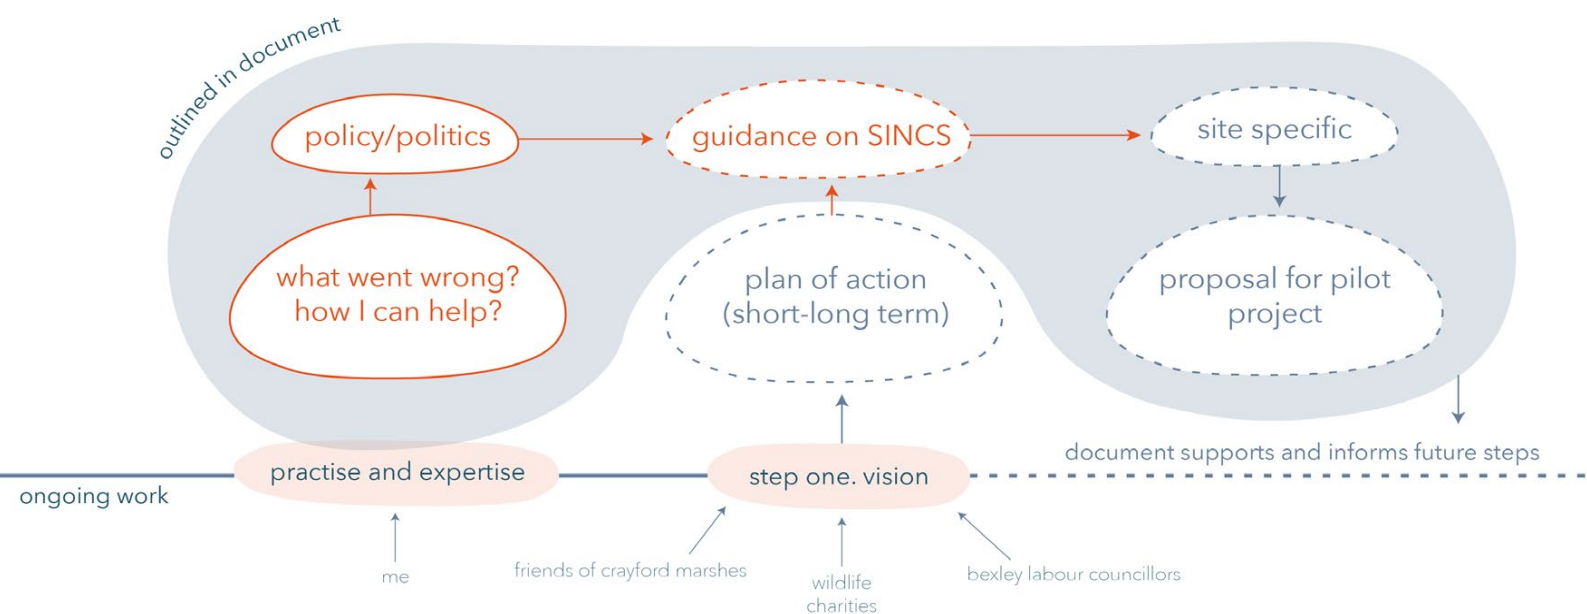 outlined in document
policy/politics
guidance on SINCS
site specific
what went wrong?
how I can help?
plan of action
(short-long term)
proposal for pilot
project
document supports and informs future steps
practise and expertise
step one. vision
ongoing work
me
friends of crayford marshes
wildlife
charities
bexley labour councillors